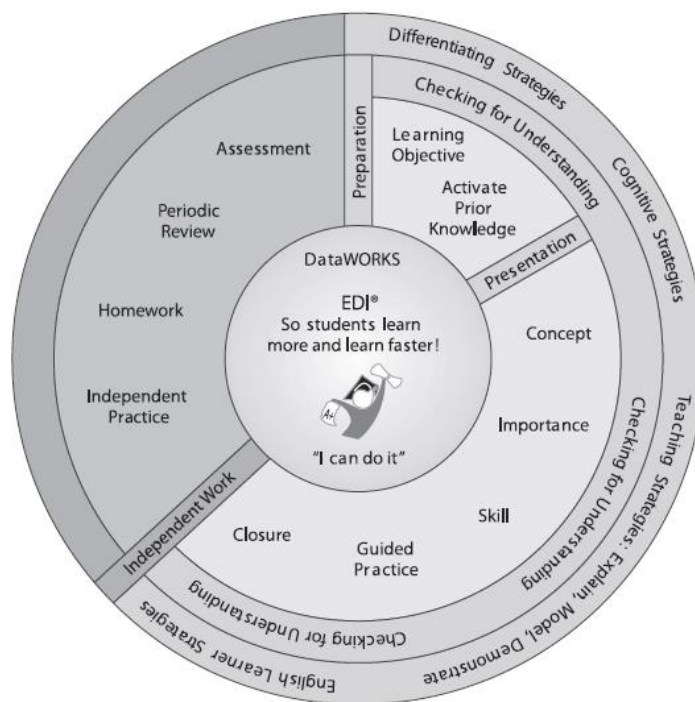 Differentiating Strategies
Cognitive Strategies
Teaching Strategies: Explain, Model, Demonstrate
English Learner Strategies
Checking for Understanding
Checking for Understanding
Checking for Understanding
Preparation
Learning
Objective
Activate
Prior
Knowledge
Presentation
Concept
Importance
Skill
Guided
Practice
Closure
Independent Work
Independent
Practice
Homework
Periodic
Review
Assessment
DataWORKS
EDI®
So students learn
more and learn faster!
A+
"I can do it"